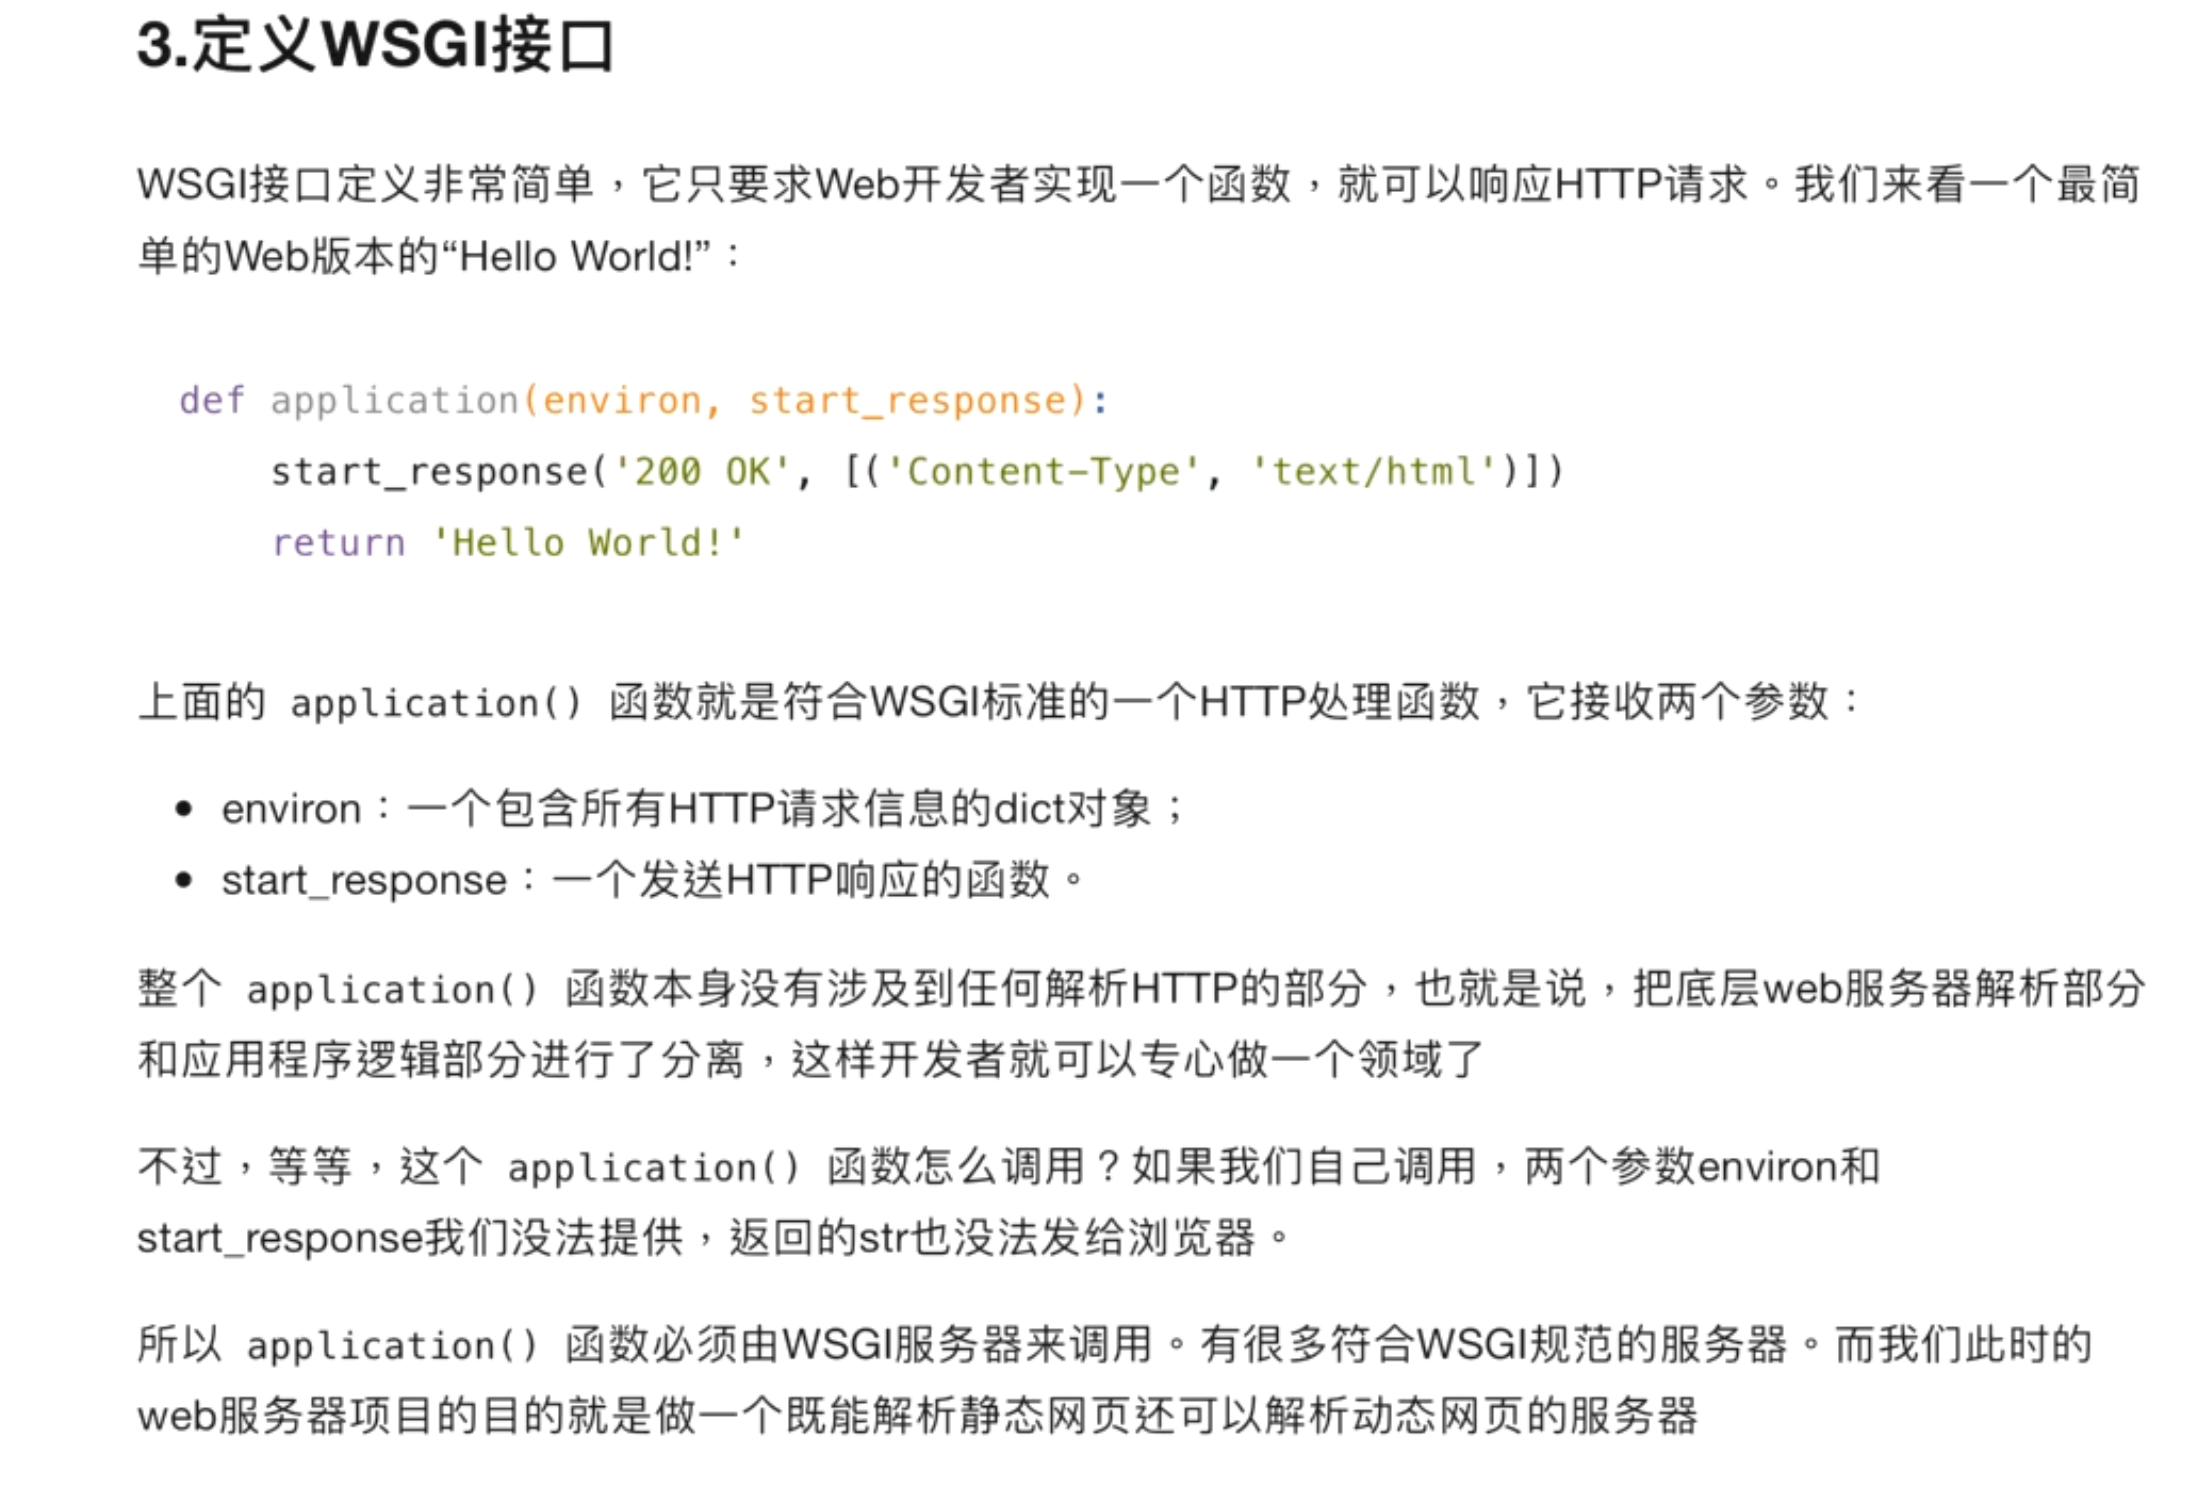 3.定义WSGI接口
WSGI接口定义非常简单，它只要求Web开发者实现一个函数，就可以响应HTTP请求。我们来看一个最简
单的Web版本的“Hello World!”：
def application(environ, start_response):
    start_response('200 OK', [('Content-Type', 'text/html')])
    return 'Hello World!'
上面的 application() 函数就是符合WSGI标准的一个HTTP处理函数，它接收两个参数：
• environ：一个包含所有HTTP请求信息的dict对象；
• start_response：一个发送HTTP响应的函数。
整个 application() 函数本身没有涉及到任何解析HTTP的部分，也就是说，把底层web服务器解析部分
和应用程序逻辑部分进行了分离，这样开发者就可以专心做一个领域了
不过，等等，这个 application() 函数怎么调用？如果我们自己调用，两个参数environ和
start_response我们没法提供，返回的str也没法发给浏览器。
所以 application() 函数必须由WSGI服务器来调用。有很多符合WSGI规范的服务器。而我们此时的
web服务器项目的目的就是做一个既能解析静态网页还可以解析动态网页的服务器